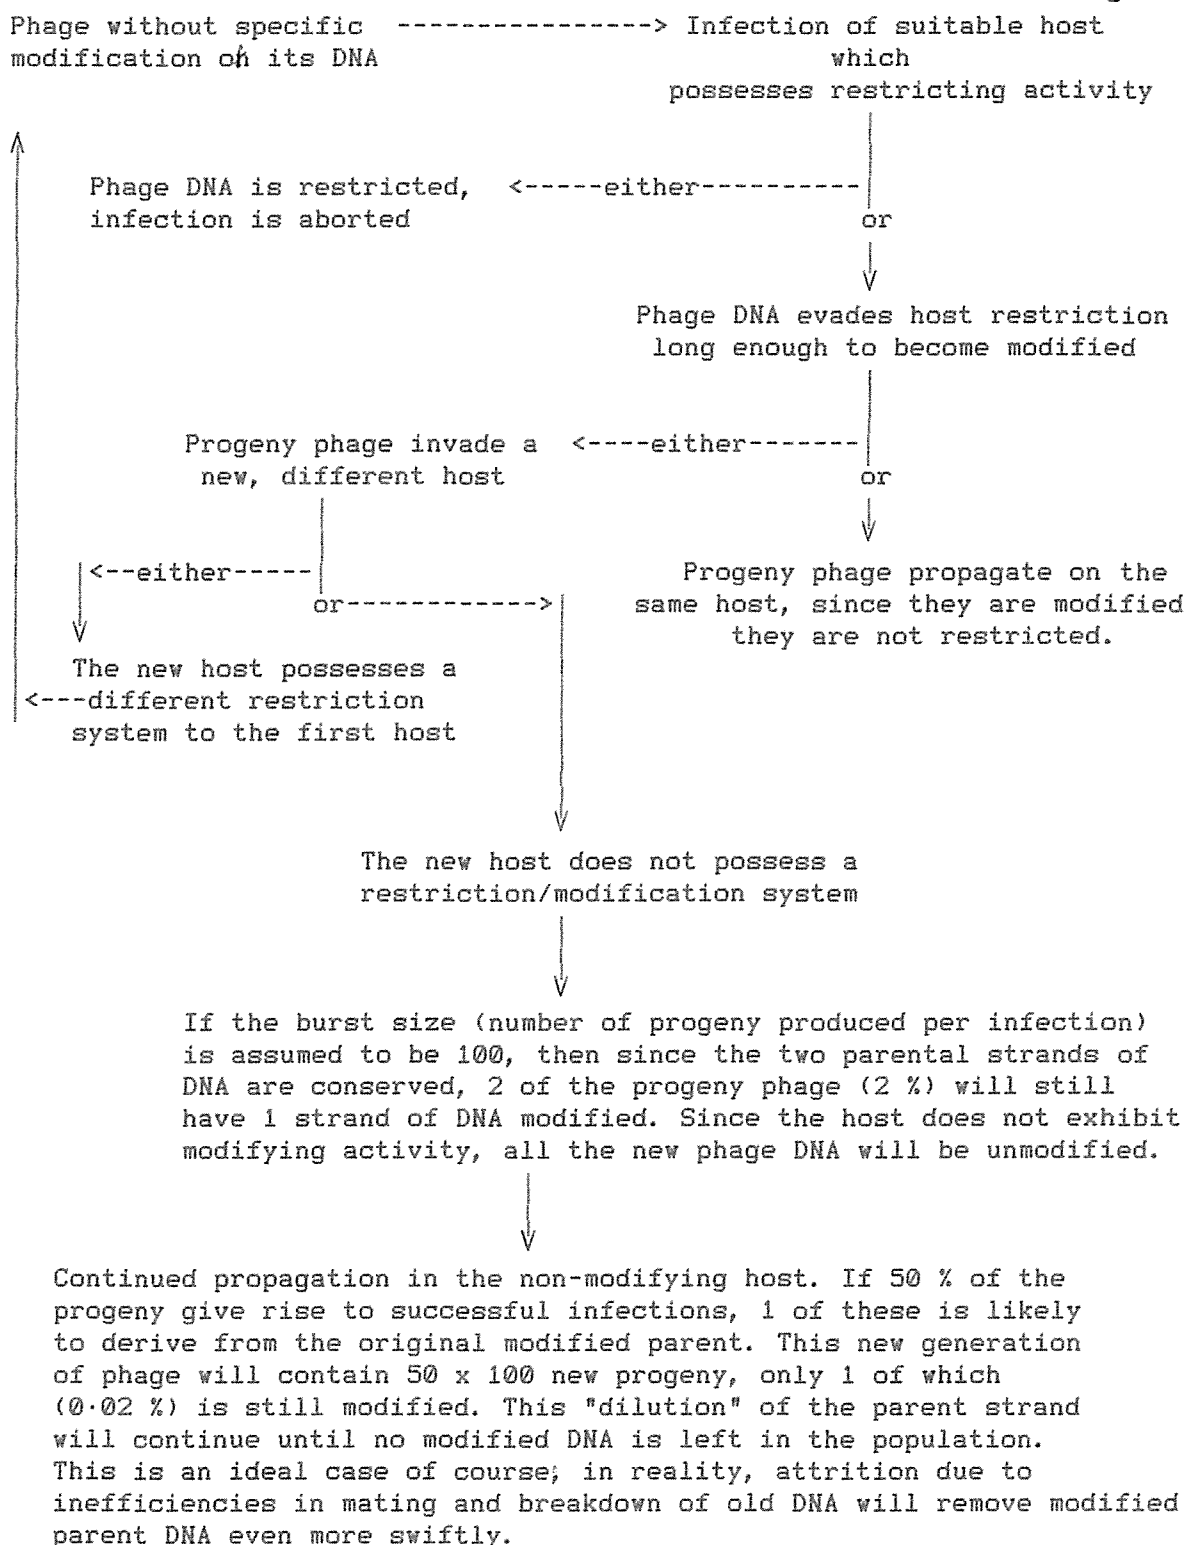 Phage without specific ----------------> Infection of suitable host
modification on its DNA which
possesses restricting activity
Phage DNA is restricted, <-----either----------
infection is aborted
or
Phage DNA evades host restriction
long enough to become modified
Progeny phage invade a <----either-------
new, different host
or
<--either-----
or------------>
Progeny phage propagate on the
same host, since they are modified
they are not restricted.
The new host possesses a
<---different restriction
system to the first host
The new host does not possess a
restriction/modification system
If the burst size (number of progeny produced per infection)
is assumed to be 100, then since the two parental strands of
DNA are conserved, 2 of the progeny phage (2 %) will still
have 1 strand of DNA modified. Since the host does not exhibit
modifying activity, all the new phage DNA will be unmodified.
Continued propagation in the non-modifying host. If 50 % of the
progeny give rise to successful infections, 1 of these is likely
to derive from the original modified parent. This new generation
of phage will contain 50 x 100 new progeny, only 1 of which
(0·02 %) is still modified. This "dilution" of the parent strand
will continue until no modified DNA is left in the population.
This is an ideal case of course; in reality, attrition due to
inefficiencies in mating and breakdown of old DNA will remove modified
parent DNA even more swiftly.